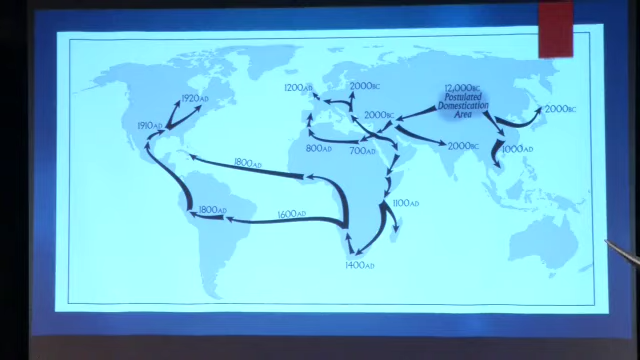 1920AD
1200AD
2000BC
12,000BC
Postulated
Domestication
Area
1910AD
2000BC
2000BC
800AD
700AD
2000BC
1000AD
1800AD
1100AD
1800AD
1600AD
1400AD